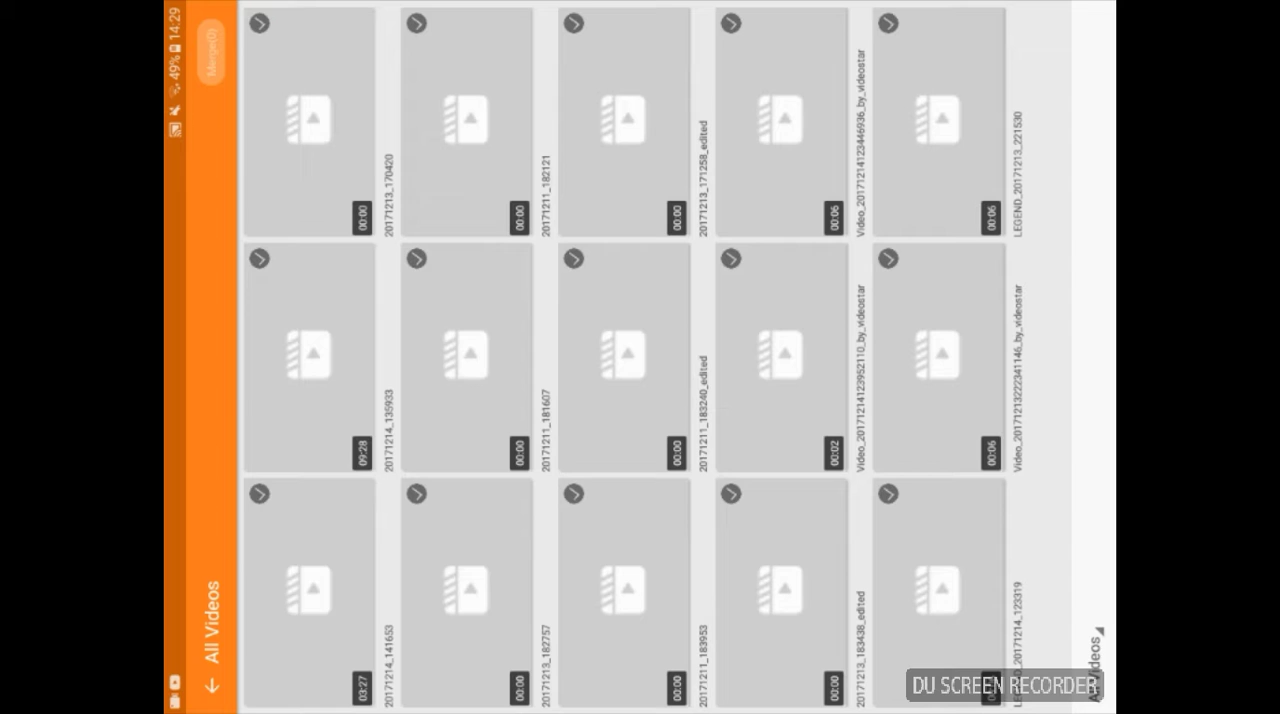 49% 14:29
All Videos
Merge(0)
03:27
09:28
00:00
20171214_141653
20171214_135933
20171213_170420
00:00
00:00
00:00
20171213_182757
20171211_181607
20171211_182121
00:00
00:00
00:00
20171211_183953
20171211_183240_edited
20171213_171258_edited
00:00
00:02
00:06
20171213_183438_edited
Video_20171214123952110_by_videostar
Video_20171214123446936_by_videostar
00:06
00:06
LEGEND_20171214_123319
Video_20171213222341146_by_videostar
LEGEND_20171213_221530
All Videos
DU SCREEN RECORDER